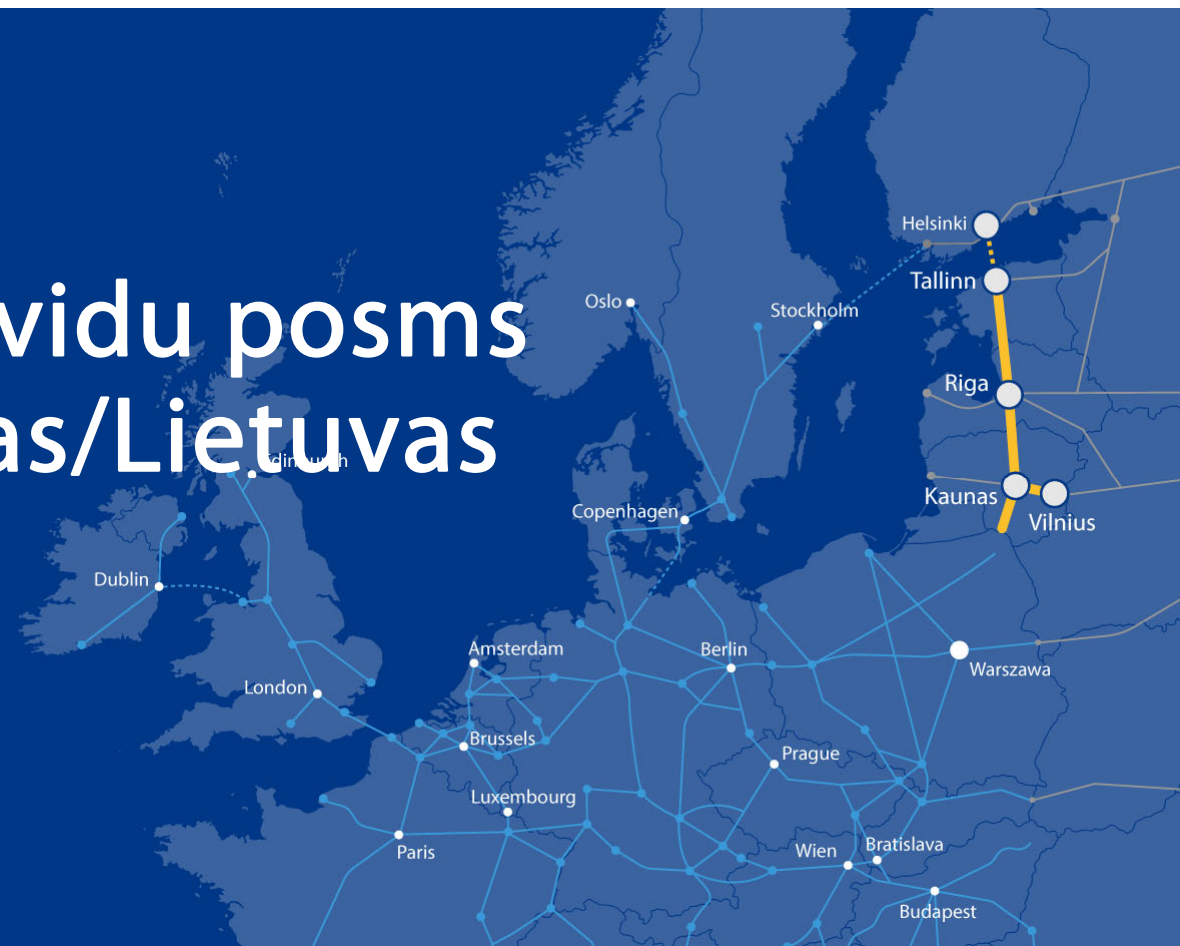 Helsinki
Tallinn
Oslo
Stockholm
vidu posms
Riga
as/Lietuvas
Edinburgh
Kaunas
Copenhagen
Vilnius
Dublin
Amsterdam
Berlin
Warszawa
London
Brussels
Prague
Luxembourg
Paris
Wien
Bratislava
Budapest